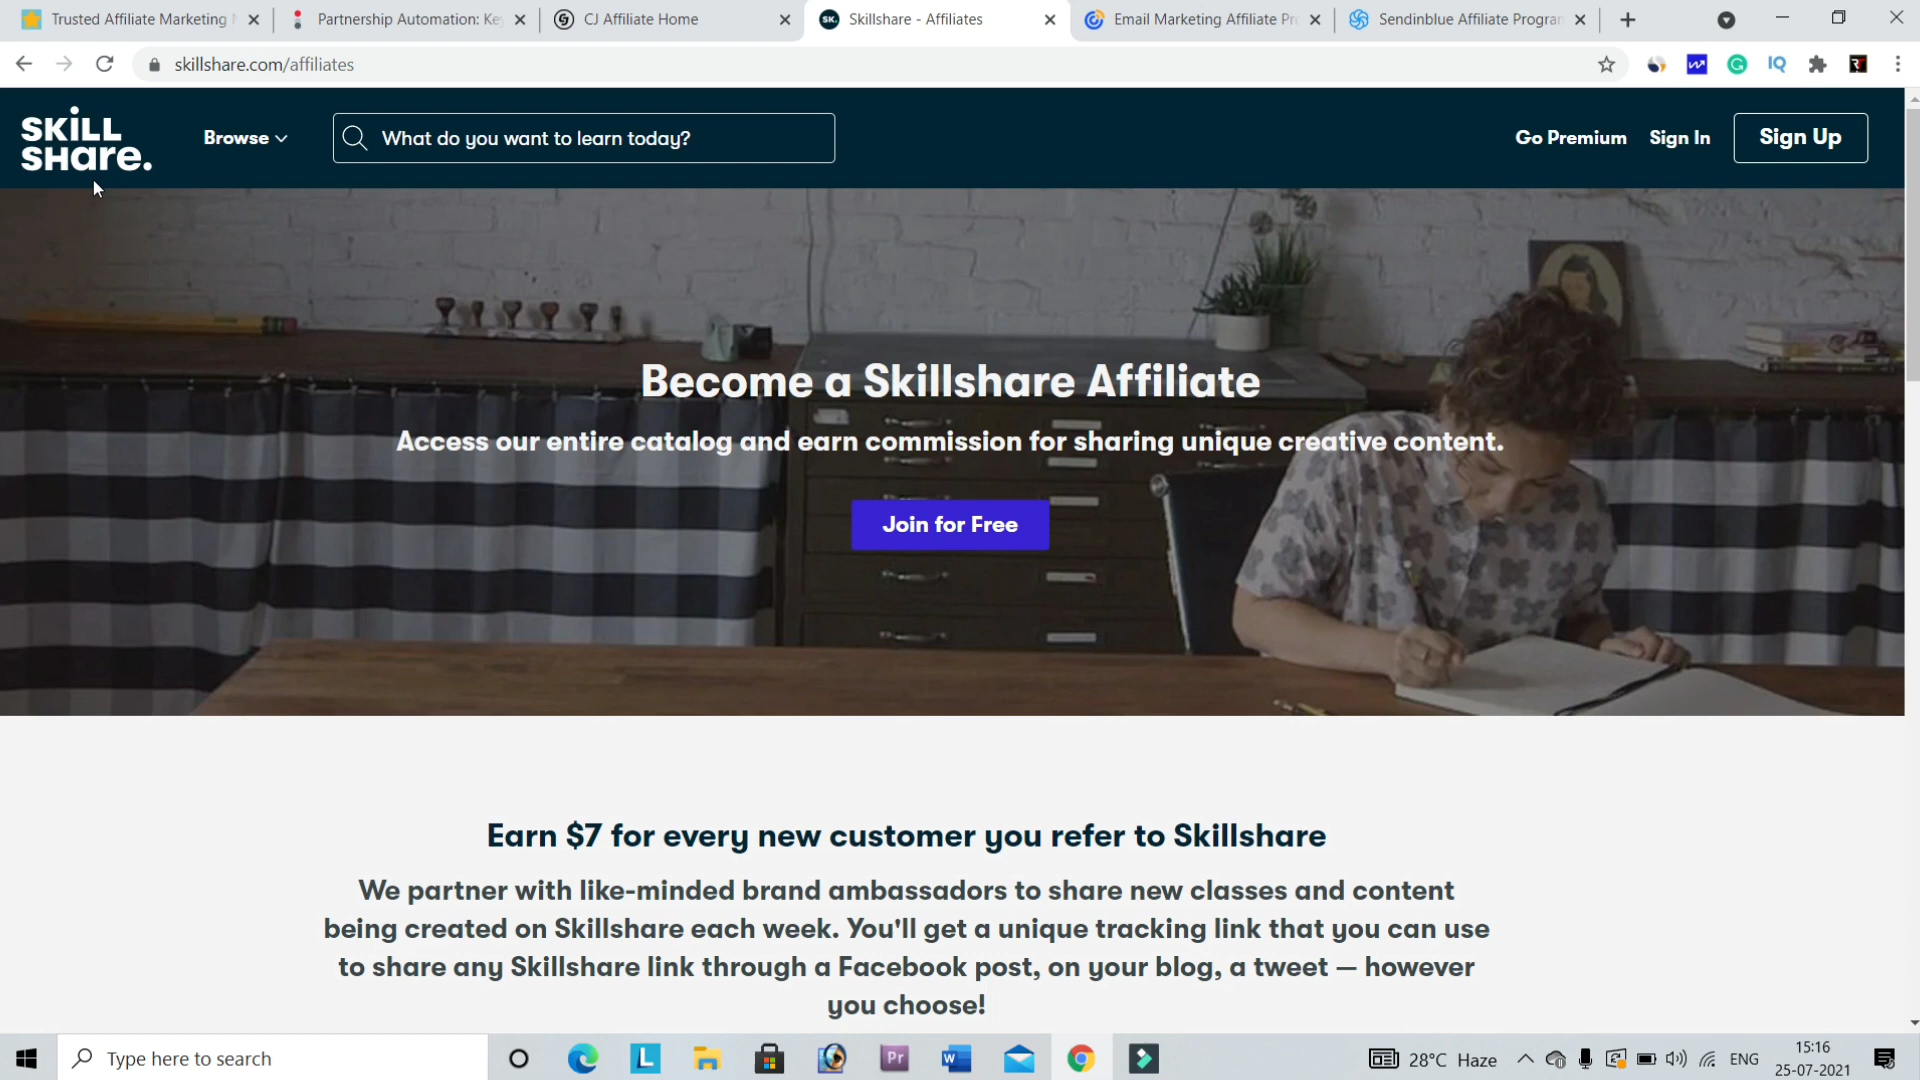 Trusted Affiliate Marketing
Partnership Automation: Ke
CJ Affiliate Home
Skillshare - Affiliates
Email Marketing Affiliate Pr
Sendinblue Affiliate Program
skillshare.com/affiliates
IQ
SKILL
SHare.
Browse
What do you want to learn today?
Go Premium
Sign In
Sign Up
Become a Skillshare Affiliate
Access our entire catalog and earn commission for sharing unique creative content.
Join for Free
Earn $7 for every new customer you refer to Skillshare
We partner with like-minded brand ambassadors to share new classes and content
being created on Skillshare each week. You'll get a unique tracking link that you can use
to share any Skillshare link through a Facebook post, on your blog, a tweet — however
you choose!
Type here to search
L
Pr
W
28°C Haze
ENG
15:16
25-07-2021